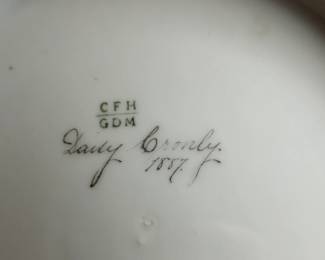 CFH
GDM
Daisy Cronly.
1887.